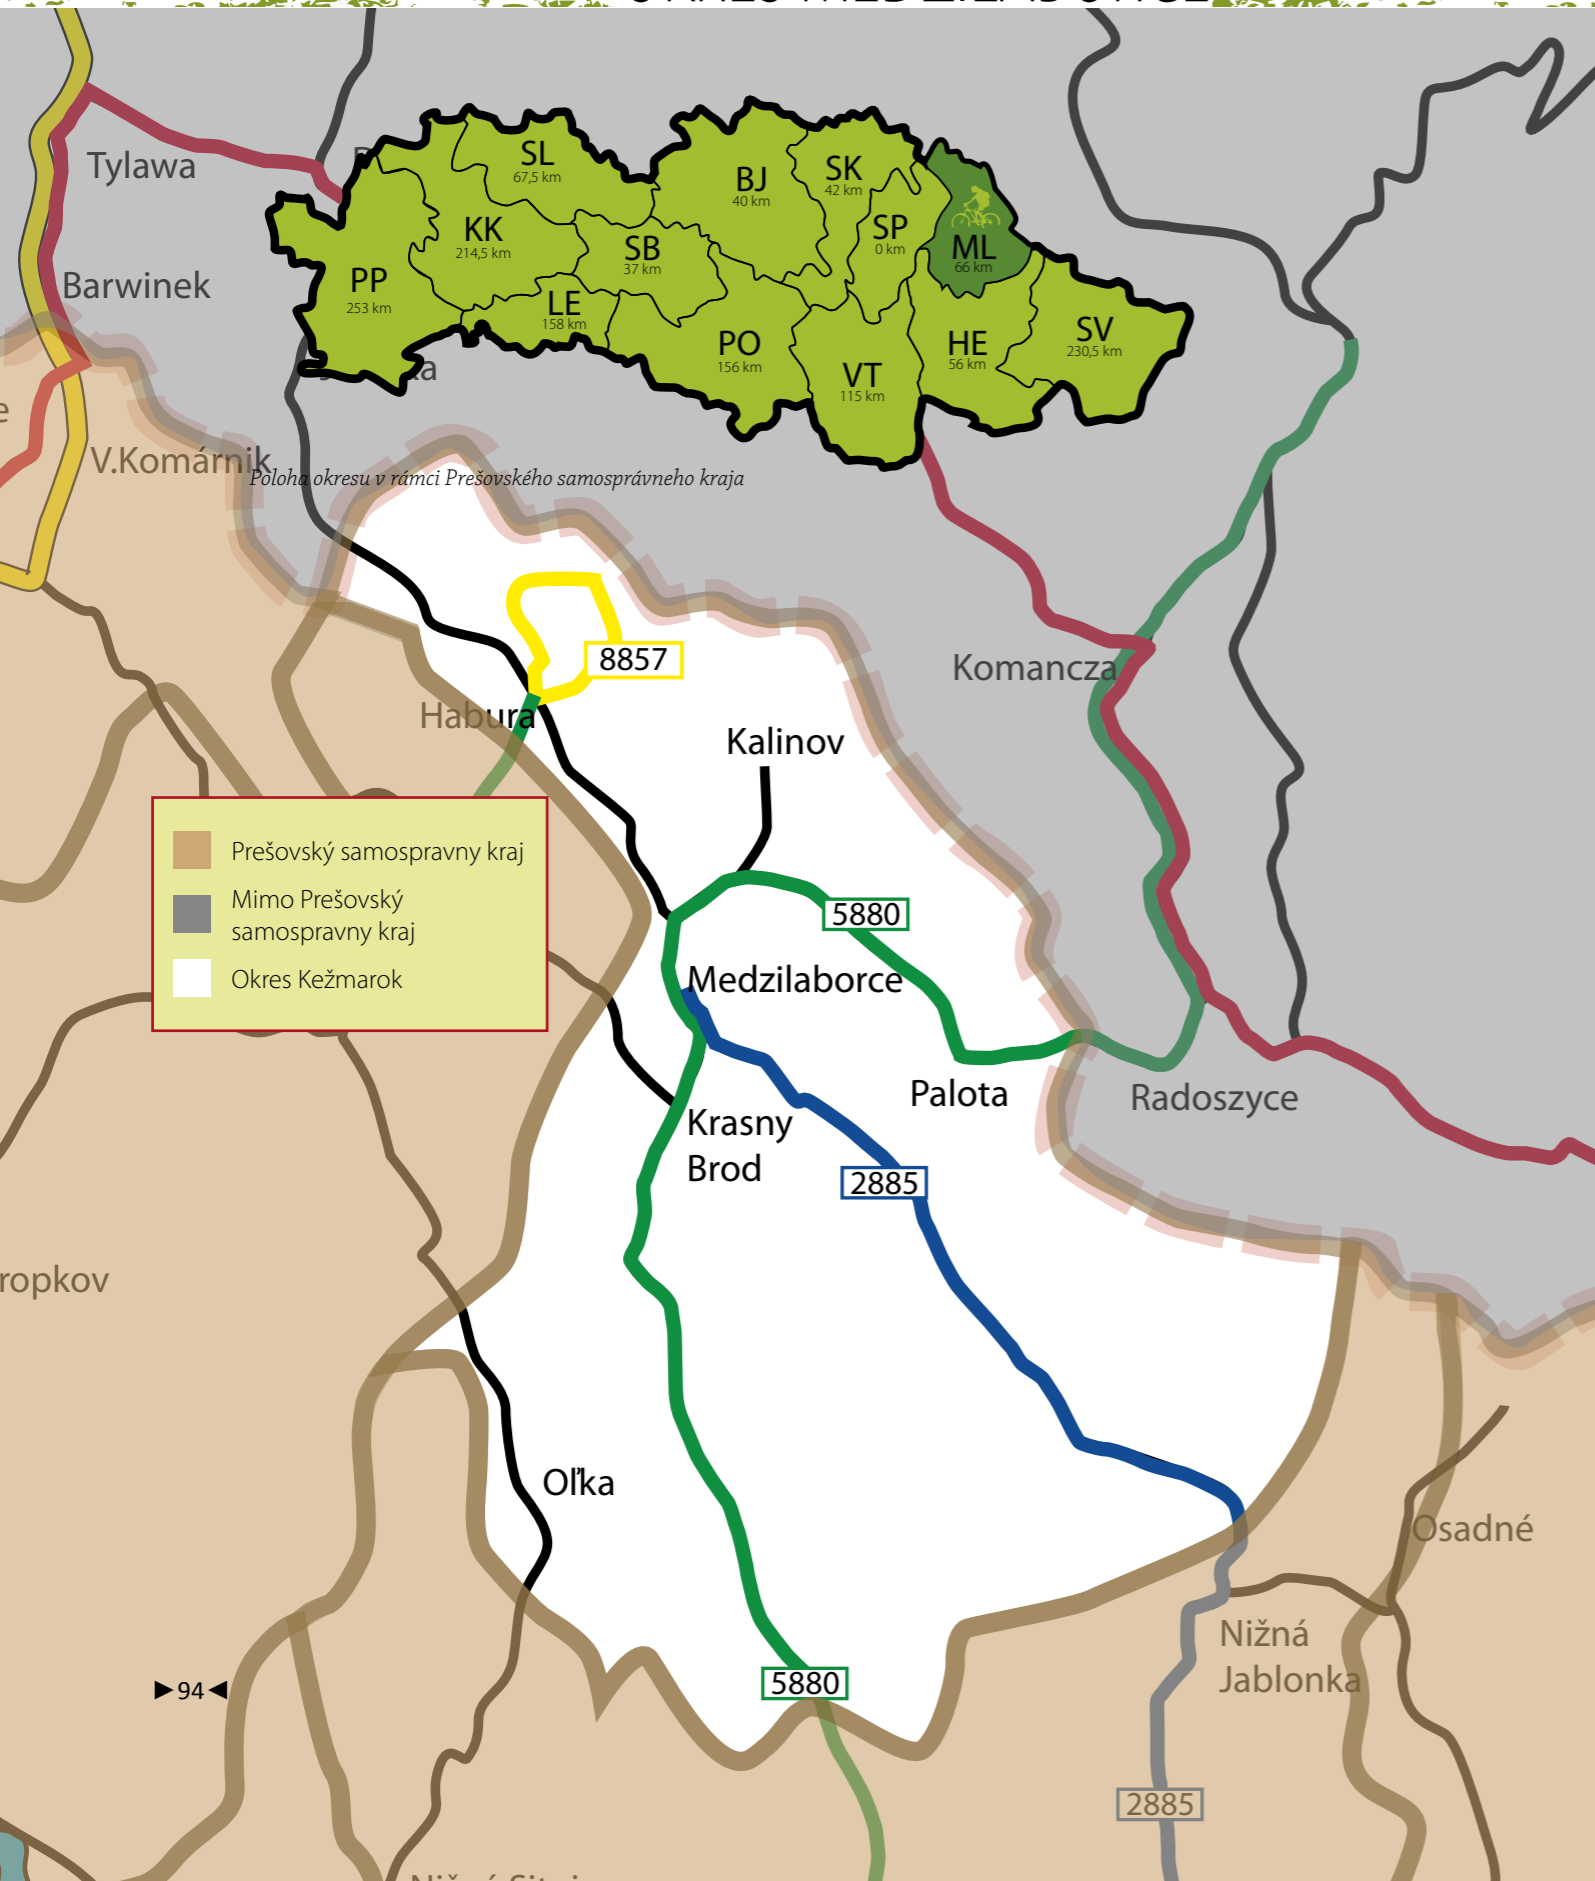 Tylawa
Barwinek
V.Komárnik
SL
67,5 km
BJ
40 km
SK
42 km
KK
214,5 km
SP
0 km
SB
37 km
ML
66 km
PP
253 km
LE
158 km
PO
156 km
HE
56 km
SV
230,5 km
VT
115 km
Poloha okresu v rámci Prešovského samosprávneho kraja
8857
Komancza
Habura
Kalinov
Prešovský samospravny kraj
Mimo Prešovský
samospravny kraj
Okres Kežmarok
5880
Medzilaborce
Palota
Radoszyce
Krasny
Brod
2885
ropkov
Oľka
Osadné
Nižná
Jablonka
94
5880
2885